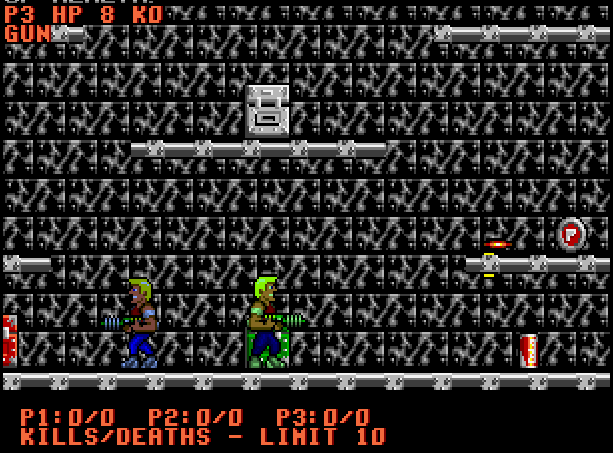 P3 HP 8 KO
GUN
P
P1:0/0 P2:0/0 P3:0/0
KILLS/DEATHS - LIMIT 10